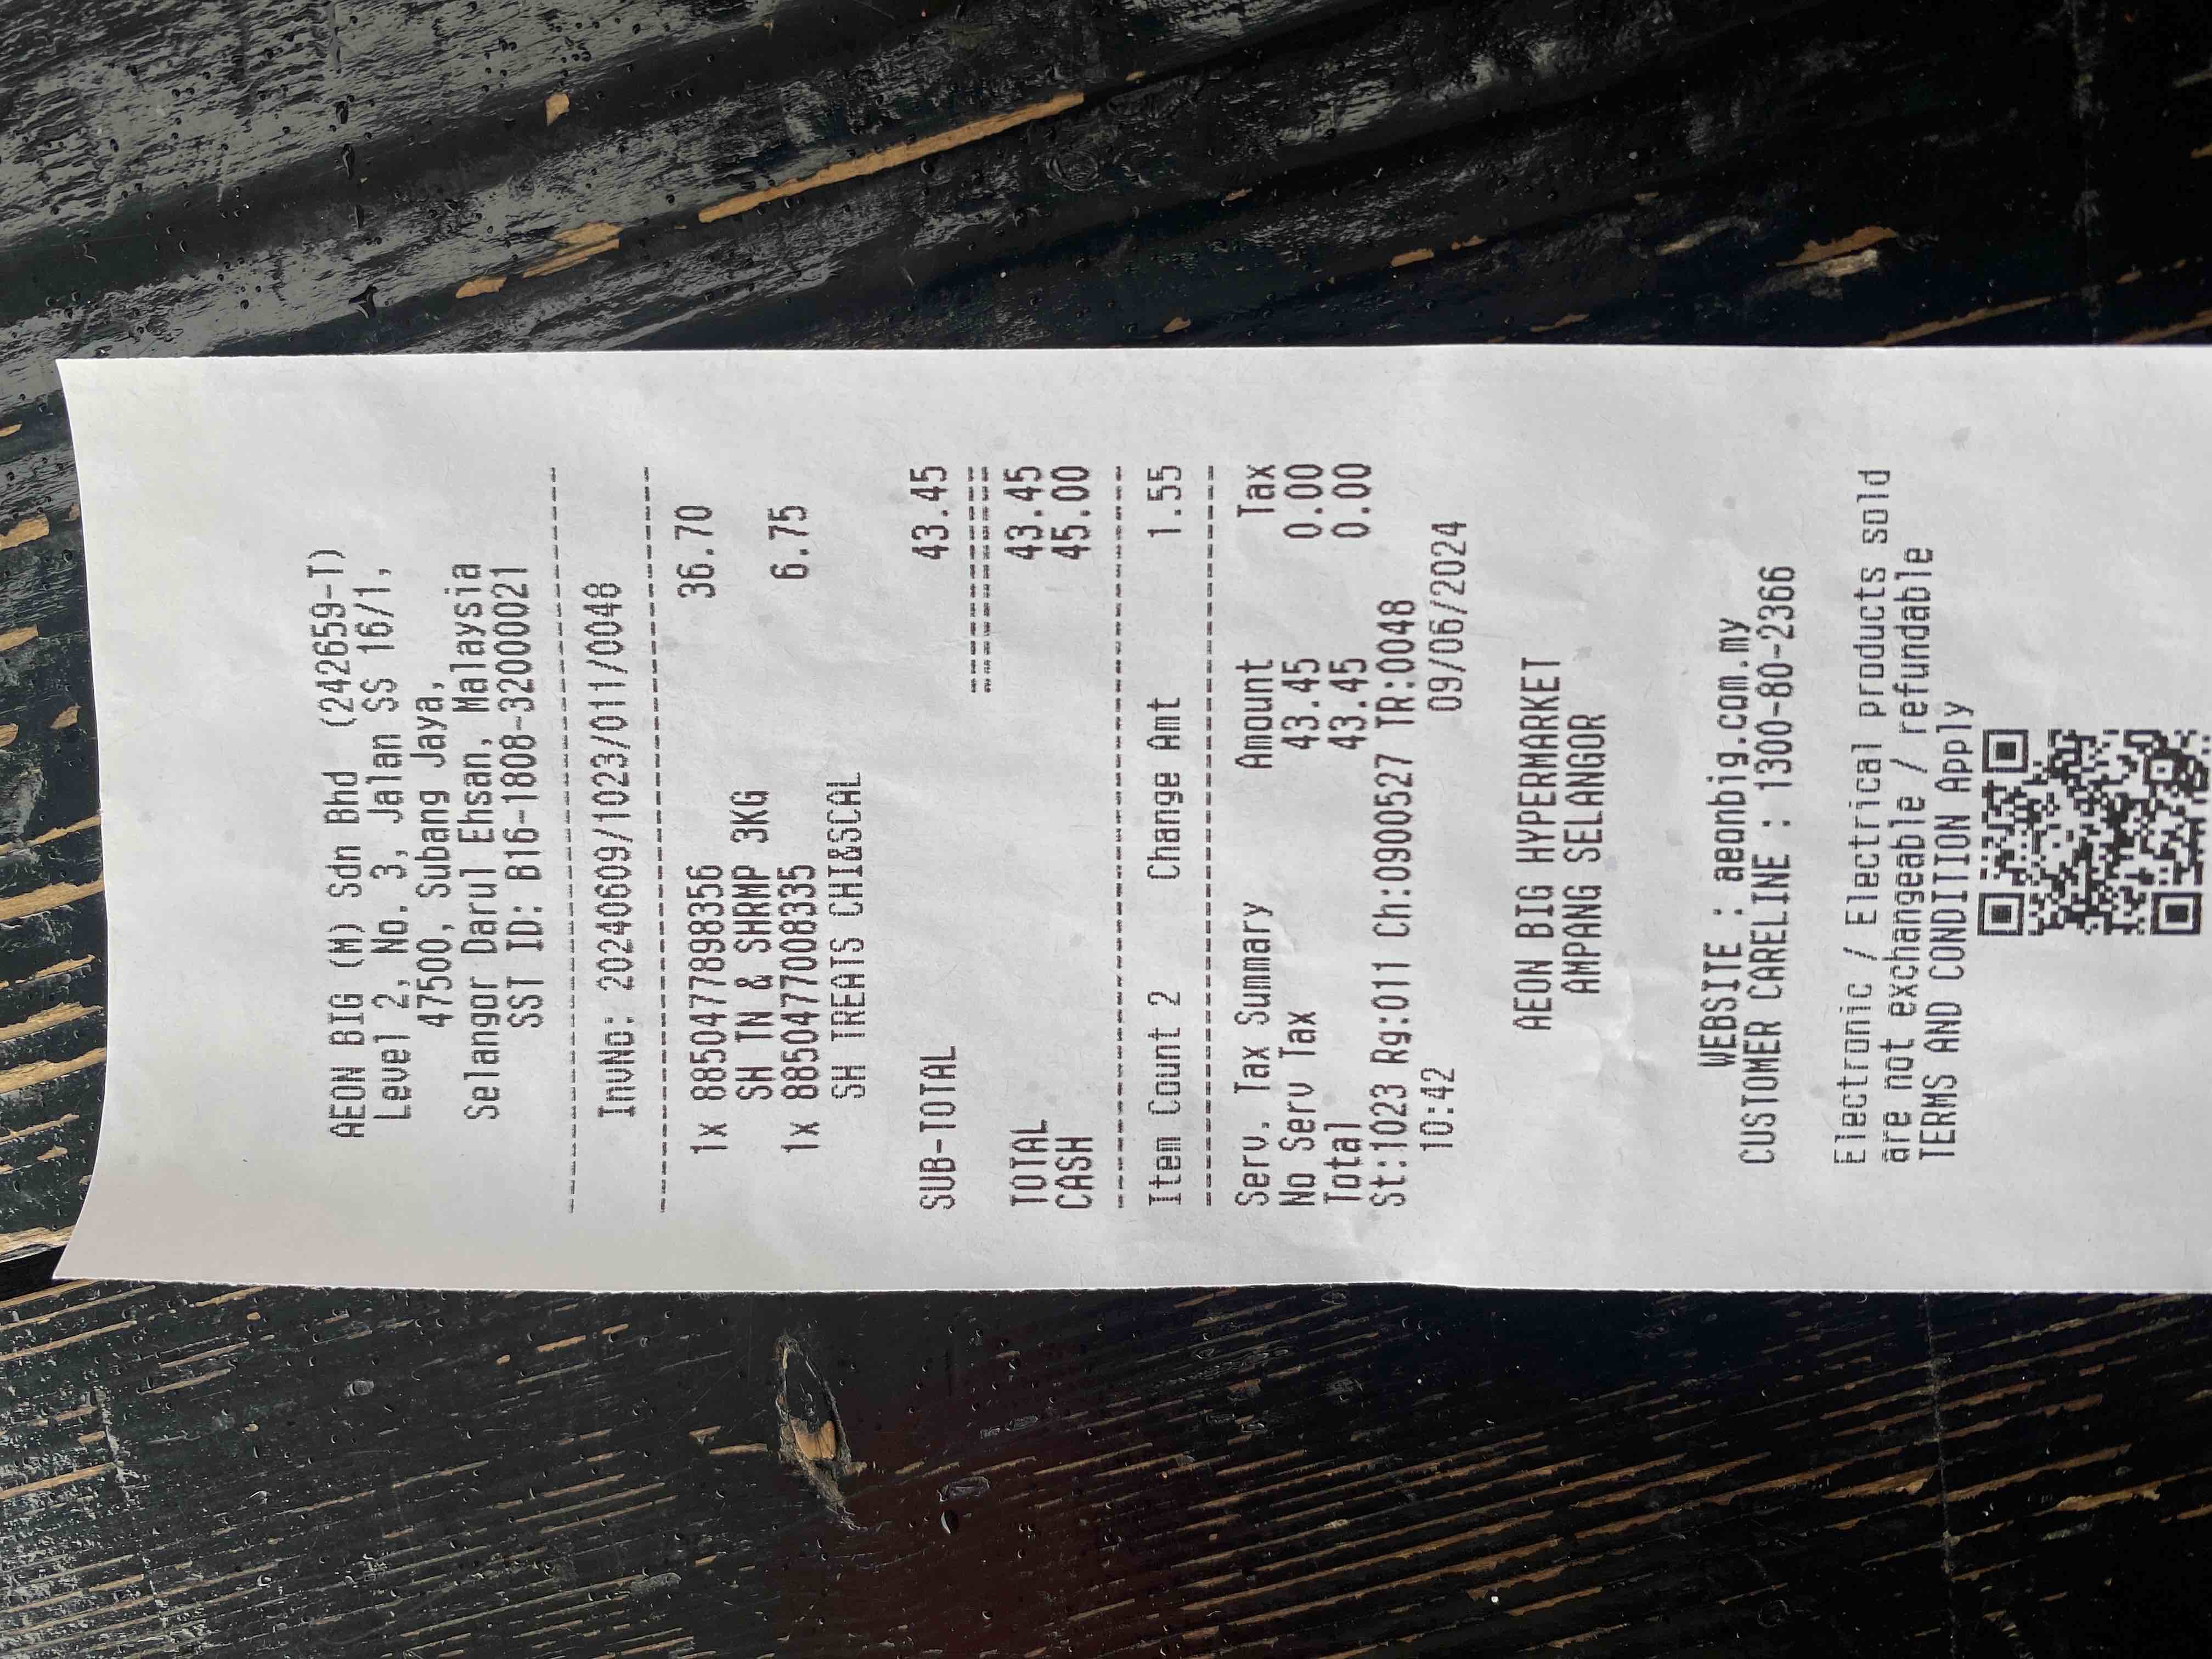 AEON BIG (M) Sdn Bhd (242659-T)
Level 2, No. 3, Jalan SS 16/1,
47500, Subang Jaya,
Selangor Darul Ehsan, Malaysia
SST ID: B16-1808-32000021
--------------------------------
InvNo: 20240609/1023/011/0048
--------------------------------
1x 8850477898356 36.70
SH TN & SHRMP 3KG
1x 8850477008335 6.75
SH TREATS CHI&SCAL
SUB-TOTAL 43.45
==========
TOTAL 43.45
CASH 45.00
--------------------------------
Item Count 2 Change Amt 1.55
--------------------------------
Serv. Tax Summary Amount Tax
No Serv Tax 43.45 0.00
Total 43.45 0.00
St:1023 Rg:011 Ch:0900527 TR:0048
10:42 09/06/2024
AEON BIG HYPERMARKET
AMPANG SELANGOR
WEBSITE : aeonbig.com.my
CUSTOMER CARELINE : 1300-80-2366
Electronic / Electrical products sold
are not exchangeable / refundable
TERMS AND CONDITION Apply